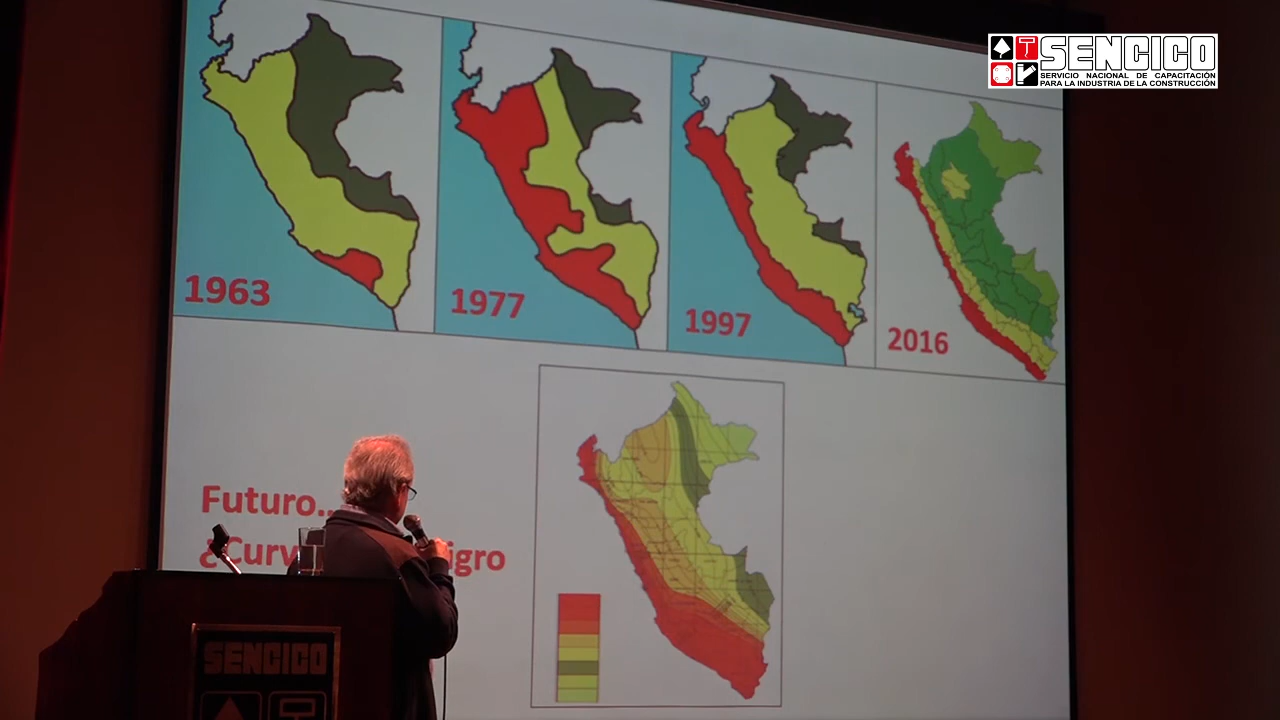 SENCICO
SERVICIO NACIONAL DE CAPACITACIÓN
PARA LA INDUSTRIA DE LA CONSTRUCCIÓN
1963
1977
1997
2016
Futuro...
SENCICO